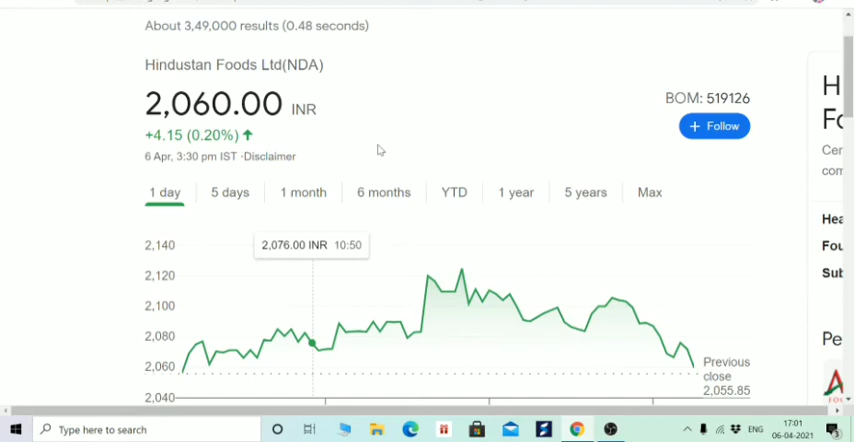 About 3,49,000 results (0.48 seconds)
Hindustan Foods Ltd(NDA)
2,060.00 INR
BOM: 519126
+ Follow
+4.15 (0.20%)
6 Apr, 3:30 pm IST ·Disclaimer
1 day 5 days 1 month 6 months YTD 1 year 5 years Max
2,076.00 INR 10:50
2,140
2,120
2,100
2,080
2,060
2,040
Previous
close
2,055.85
H
Fo
Cer
com
Hea
Fou
Sub
Pe
Type here to search
ENG
17:01
06-04-2021